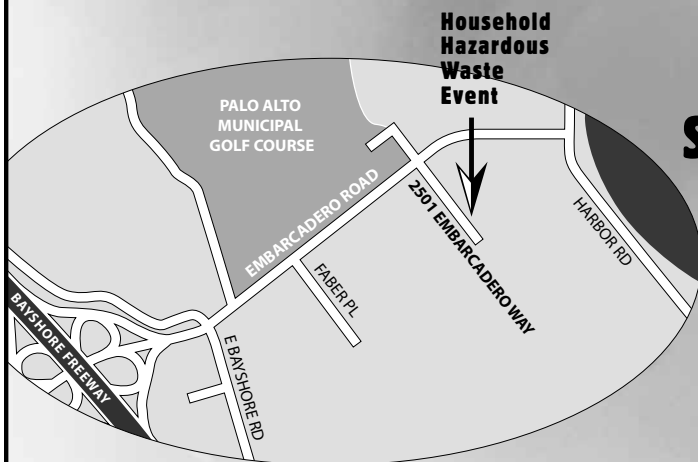 Household
Hazardous
Waste
Event
S
PALO ALTO
MUNICIPAL
GOLF COURSE
EMBARCADERO ROAD
2501 EMBARCADERO WAY
HARBOR RD
FABER PL
BAYSHORE FREEWAY
E BAYSHORE RD